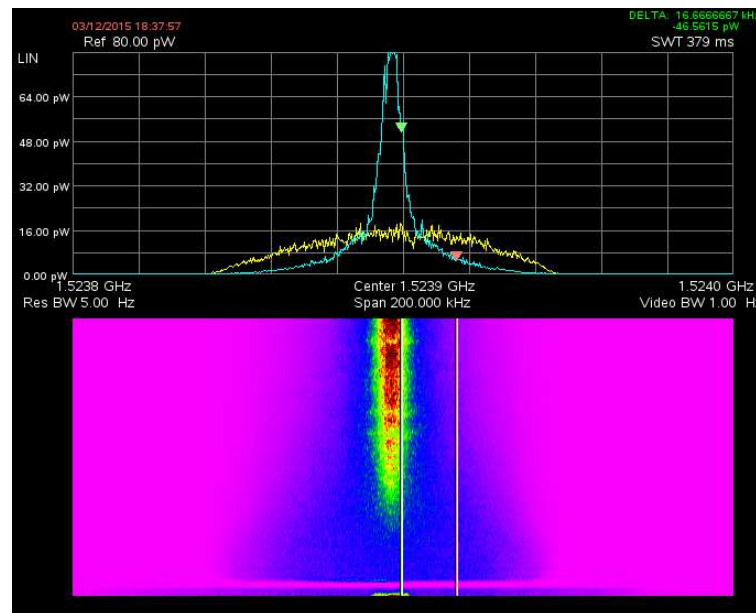 DELTA: 16.6666667 kHz
03/12/2015 18:37:57 -46.5615 pW
Ref 80.00 pW SWT 379 ms
LIN
64.00 pW
48.00 pW
32.00 pW
16.00 pW
0.00 pW
1.5238 GHz Center 1.5239 GHz 1.5240 GHz
Res BW 5.00 Hz Span 200.000 kHz Video BW 1.00 H